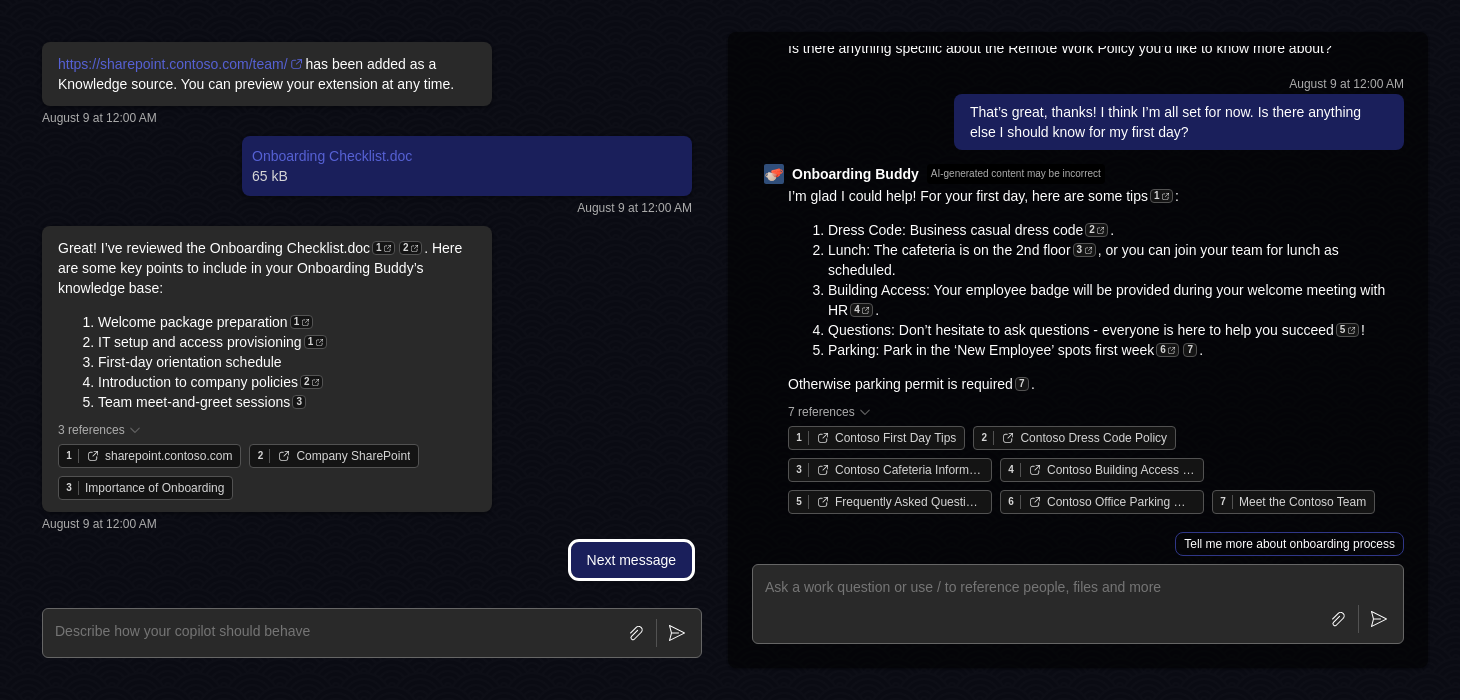 https://sharepoint.contoso.com/team/ has been added as a
Knowledge source. You can preview your extension at any time.
August 9 at 12:00 AM
Onboarding Checklist.doc
65 kB
August 9 at 12:00 AM
Great! I’ve reviewed the Onboarding Checklist.doc 1 2 . Here
are some key points to include in your Onboarding Buddy’s
knowledge base:
1. Welcome package preparation 1
2. IT setup and access provisioning 1
3. First-day orientation schedule
4. Introduction to company policies 2
5. Team meet-and-greet sessions 3
3 references
1 sharepoint.contoso.com 2 Company SharePoint
3 Importance of Onboarding
August 9 at 12:00 AM
Next message
Describe how your copilot should behave
Is there anything specific about the Remote Work Policy you’d like to know more about?
August 9 at 12:00 AM
That’s great, thanks! I think I’m all set for now. Is there anything
else I should know for my first day?
Onboarding Buddy AI-generated content may be incorrect
I’m glad I could help! For your first day, here are some tips 1 :
1. Dress Code: Business casual dress code 2 .
2. Lunch: The cafeteria is on the 2nd floor 3 , or you can join your team for lunch as
scheduled.
3. Building Access: Your employee badge will be provided during your welcome meeting with
HR 4 .
4. Questions: Don’t hesitate to ask questions - everyone is here to help you succeed 5 !
5. Parking: Park in the ‘New Employee’ spots first week 6 7 .
Otherwise parking permit is required 7 .
7 references
1 Contoso First Day Tips 2 Contoso Dress Code Policy
3 Contoso Cafeteria Inform… 4 Contoso Building Access …
5 Frequently Asked Questi… 6 Contoso Office Parking … 7 Meet the Contoso Team
Tell me more about onboarding process
Ask a work question or use / to reference people, files and more